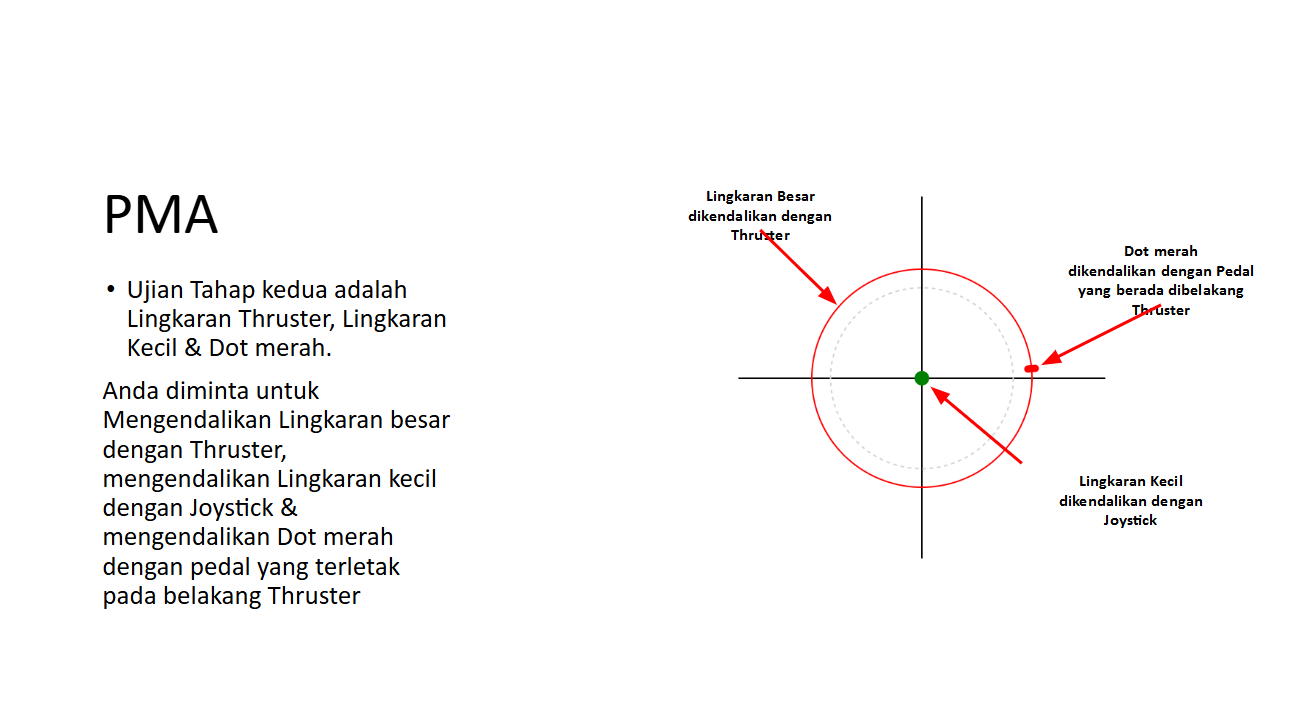 PMA
• Ujian Tahap kedua adalah
Lingkaran Thruster, Lingkaran
Kecil & Dot merah.
Anda diminta untuk
Mengendalikan Lingkaran besar
dengan Thruster,
mengendalikan Lingkaran kecil
dengan Joystick &
mengendalikan Dot merah
dengan pedal yang terletak
pada belakang Thruster
Lingkaran Besar
dikendalikan dengan
Thruster
Dot merah
dikendalikan dengan Pedal
yang berada dibelakang
Thruster
Lingkaran Kecil
dikendalikan dengan
Joystick